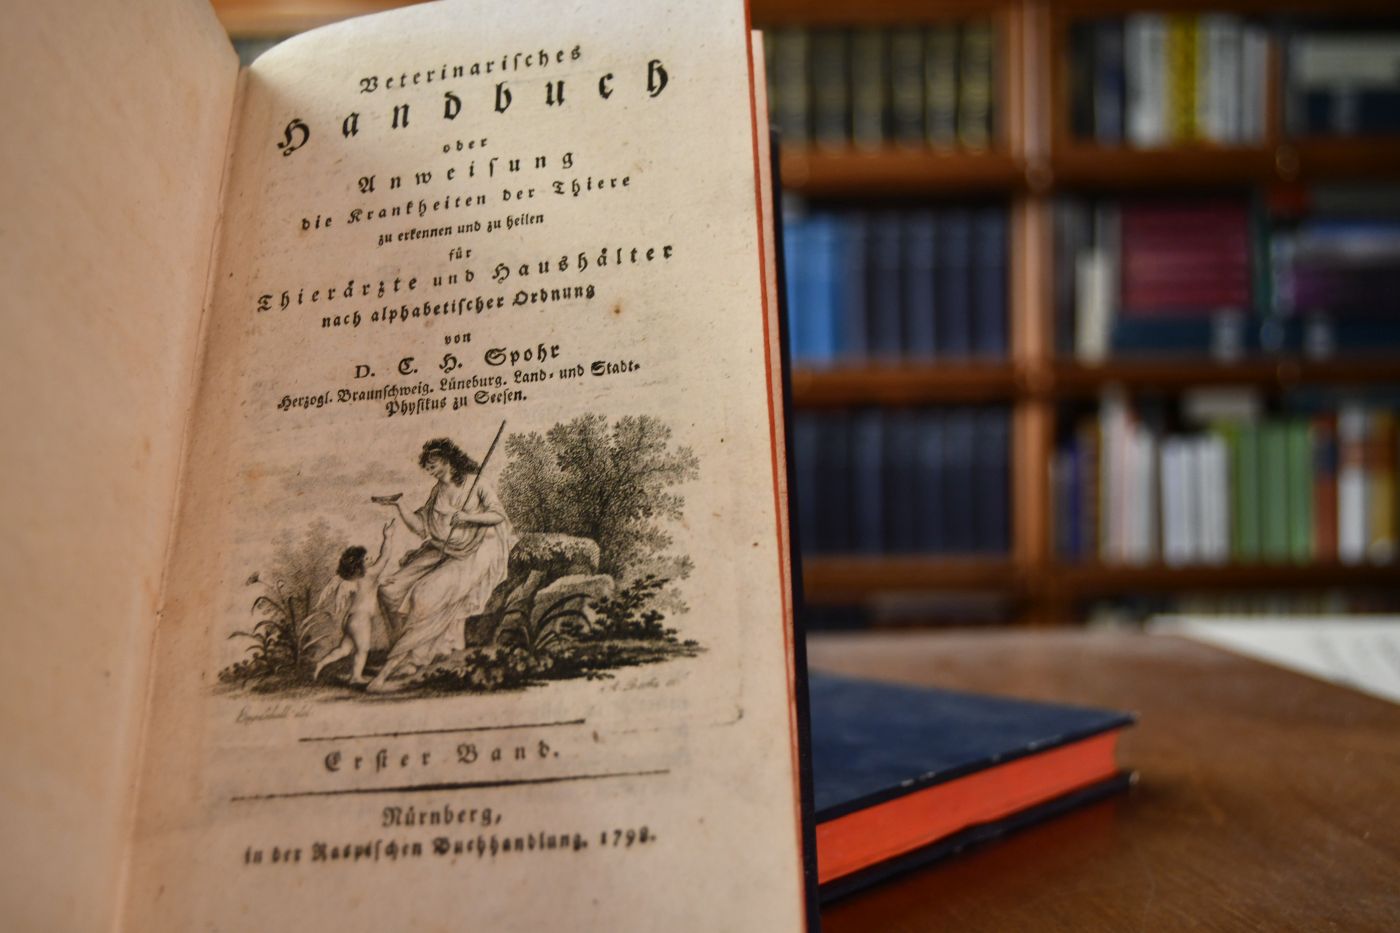 Veterinariſches
Handbuch
oder
Anweiſung
die Krankheiten der Thiere
zu erkennen und zu heilen
für
Thierärzte und Haushälter
nach alphabetiſcher Ordnung
von
D. C. H. Spohr
Herzogl. Braunſchweig. Lüneburg. Land- und Stadt-
Phyſikus zu Seeſen.
Erſter Band.
Nürnberg,
in der Raspiſchen Buchhandlung. 1798.